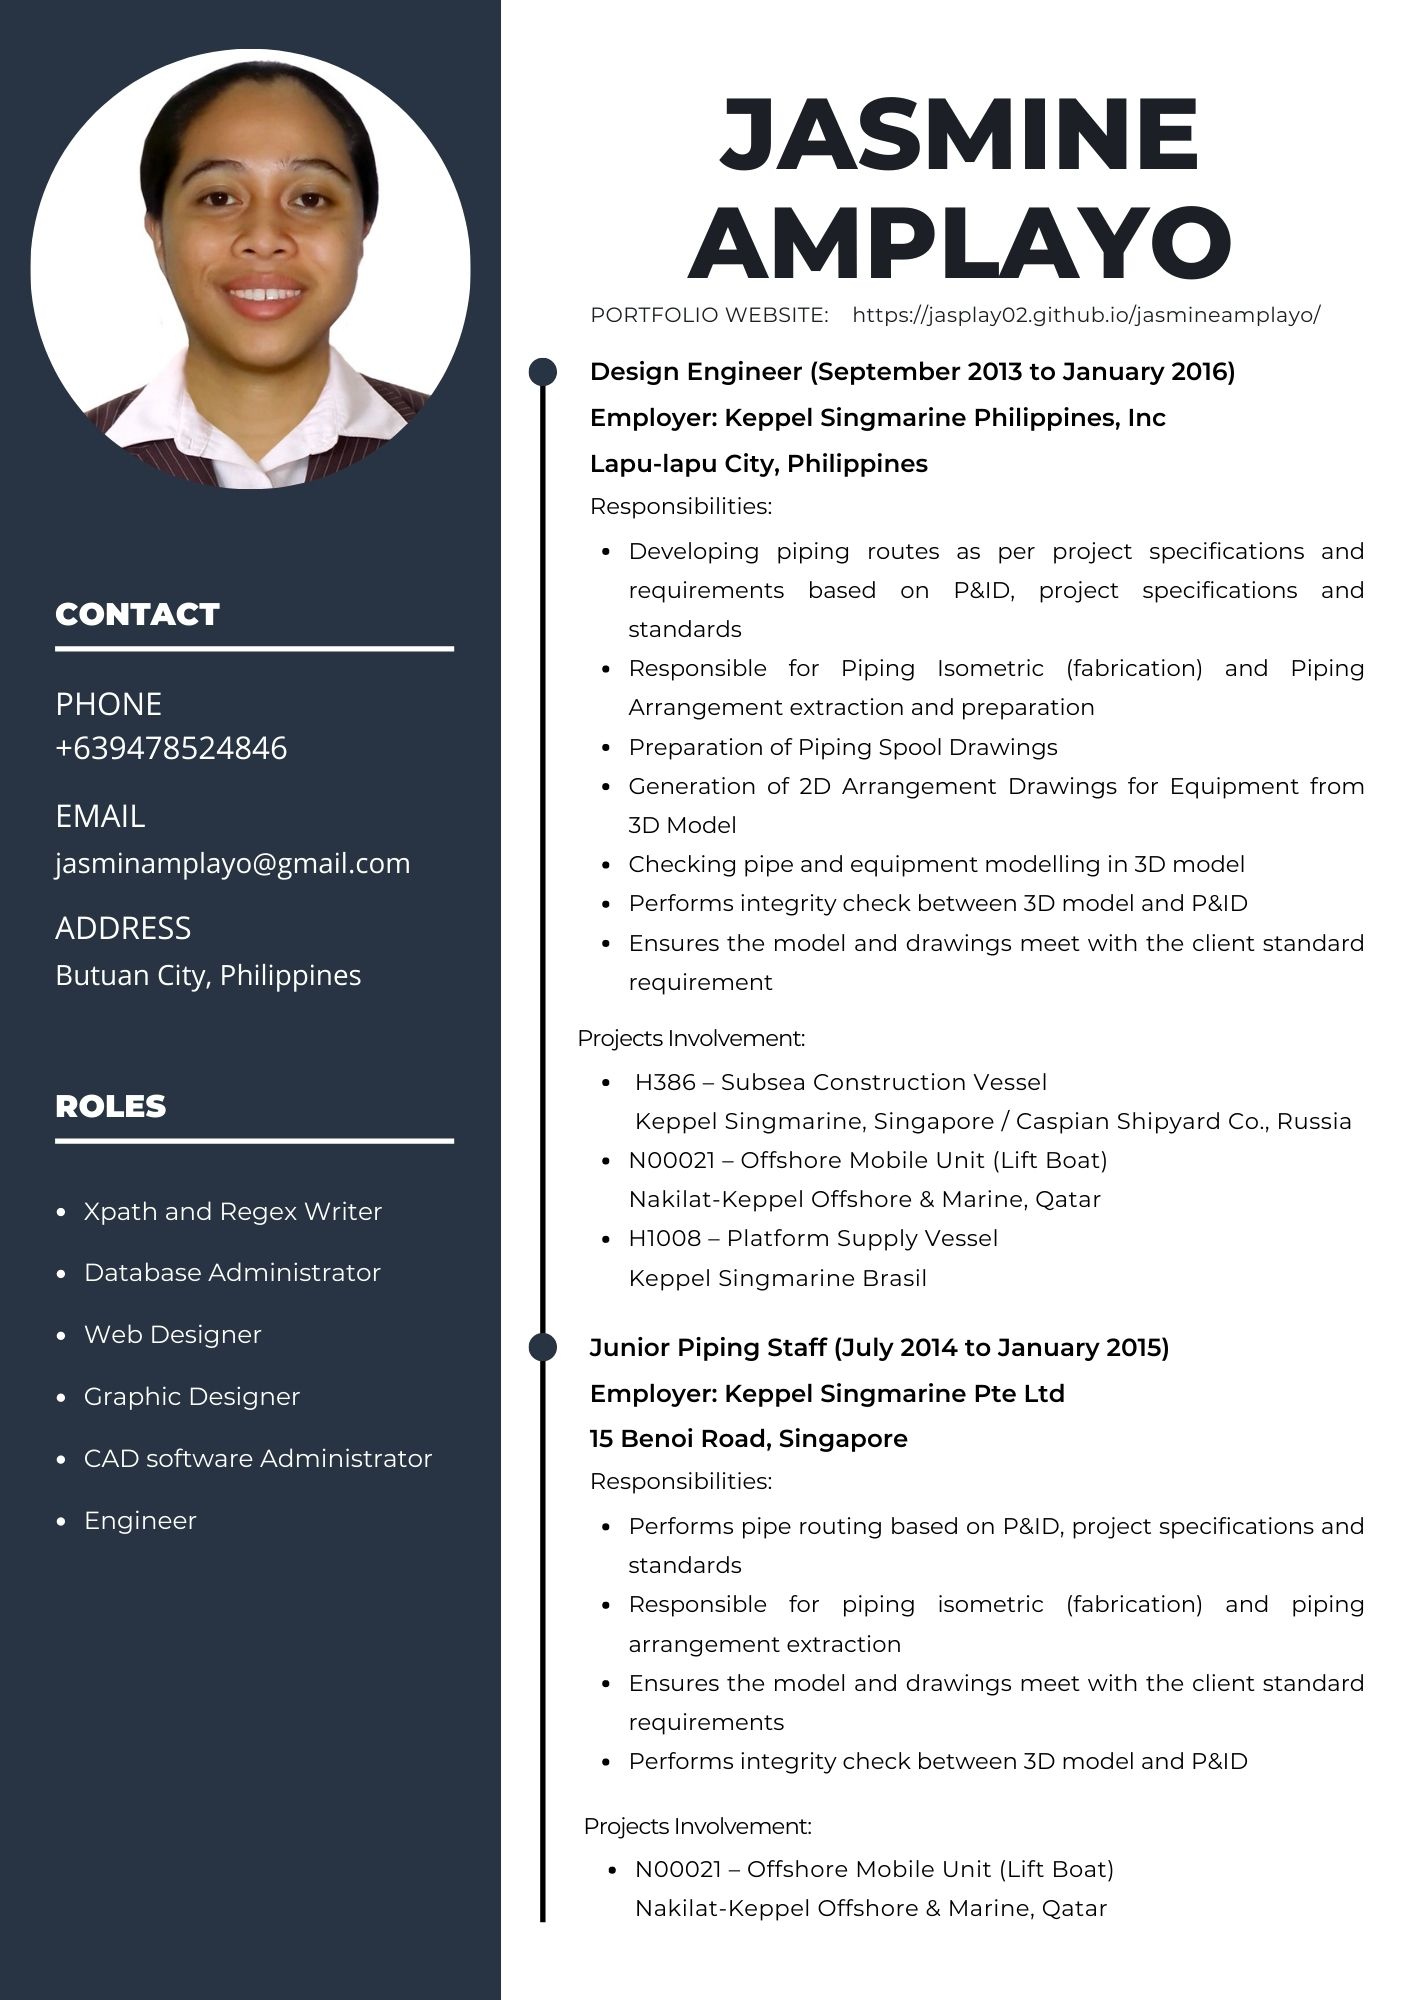 JASMINE
AMPLAYO
PORTFOLIO WEBSITE: https://jasplay02.github.io/jasmineamplayo/
CONTACT
PHONE
+639478524846
EMAIL
jasminamplayo@gmail.com
ADDRESS
Butuan City, Philippines
ROLES
• Xpath and Regex Writer
• Database Administrator
• Web Designer
• Graphic Designer
• CAD software Administrator
• Engineer
Design Engineer (September 2013 to January 2016)
Employer: Keppel Singmarine Philippines, Inc
Lapu-lapu City, Philippines
Responsibilities:
• Developing piping routes as per project specifications and
requirements based on P&ID, project specifications and
standards
• Responsible for Piping Isometric (fabrication) and Piping
Arrangement extraction and preparation
• Preparation of Piping Spool Drawings
• Generation of 2D Arrangement Drawings for Equipment from
3D Model
• Checking pipe and equipment modelling in 3D model
• Performs integrity check between 3D model and P&ID
• Ensures the model and drawings meet with the client standard
requirement
Projects Involvement:
• H386 – Subsea Construction Vessel
Keppel Singmarine, Singapore / Caspian Shipyard Co., Russia
• N00021 – Offshore Mobile Unit (Lift Boat)
Nakilat-Keppel Offshore & Marine, Qatar
• H1008 – Platform Supply Vessel
Keppel Singmarine Brasil
Junior Piping Staff (July 2014 to January 2015)
Employer: Keppel Singmarine Pte Ltd
15 Benoi Road, Singapore
Responsibilities:
• Performs pipe routing based on P&ID, project specifications and
standards
• Responsible for piping isometric (fabrication) and piping
arrangement extraction
• Ensures the model and drawings meet with the client standard
requirements
• Performs integrity check between 3D model and P&ID
Projects Involvement:
• N00021 – Offshore Mobile Unit (Lift Boat)
Nakilat-Keppel Offshore & Marine, Qatar